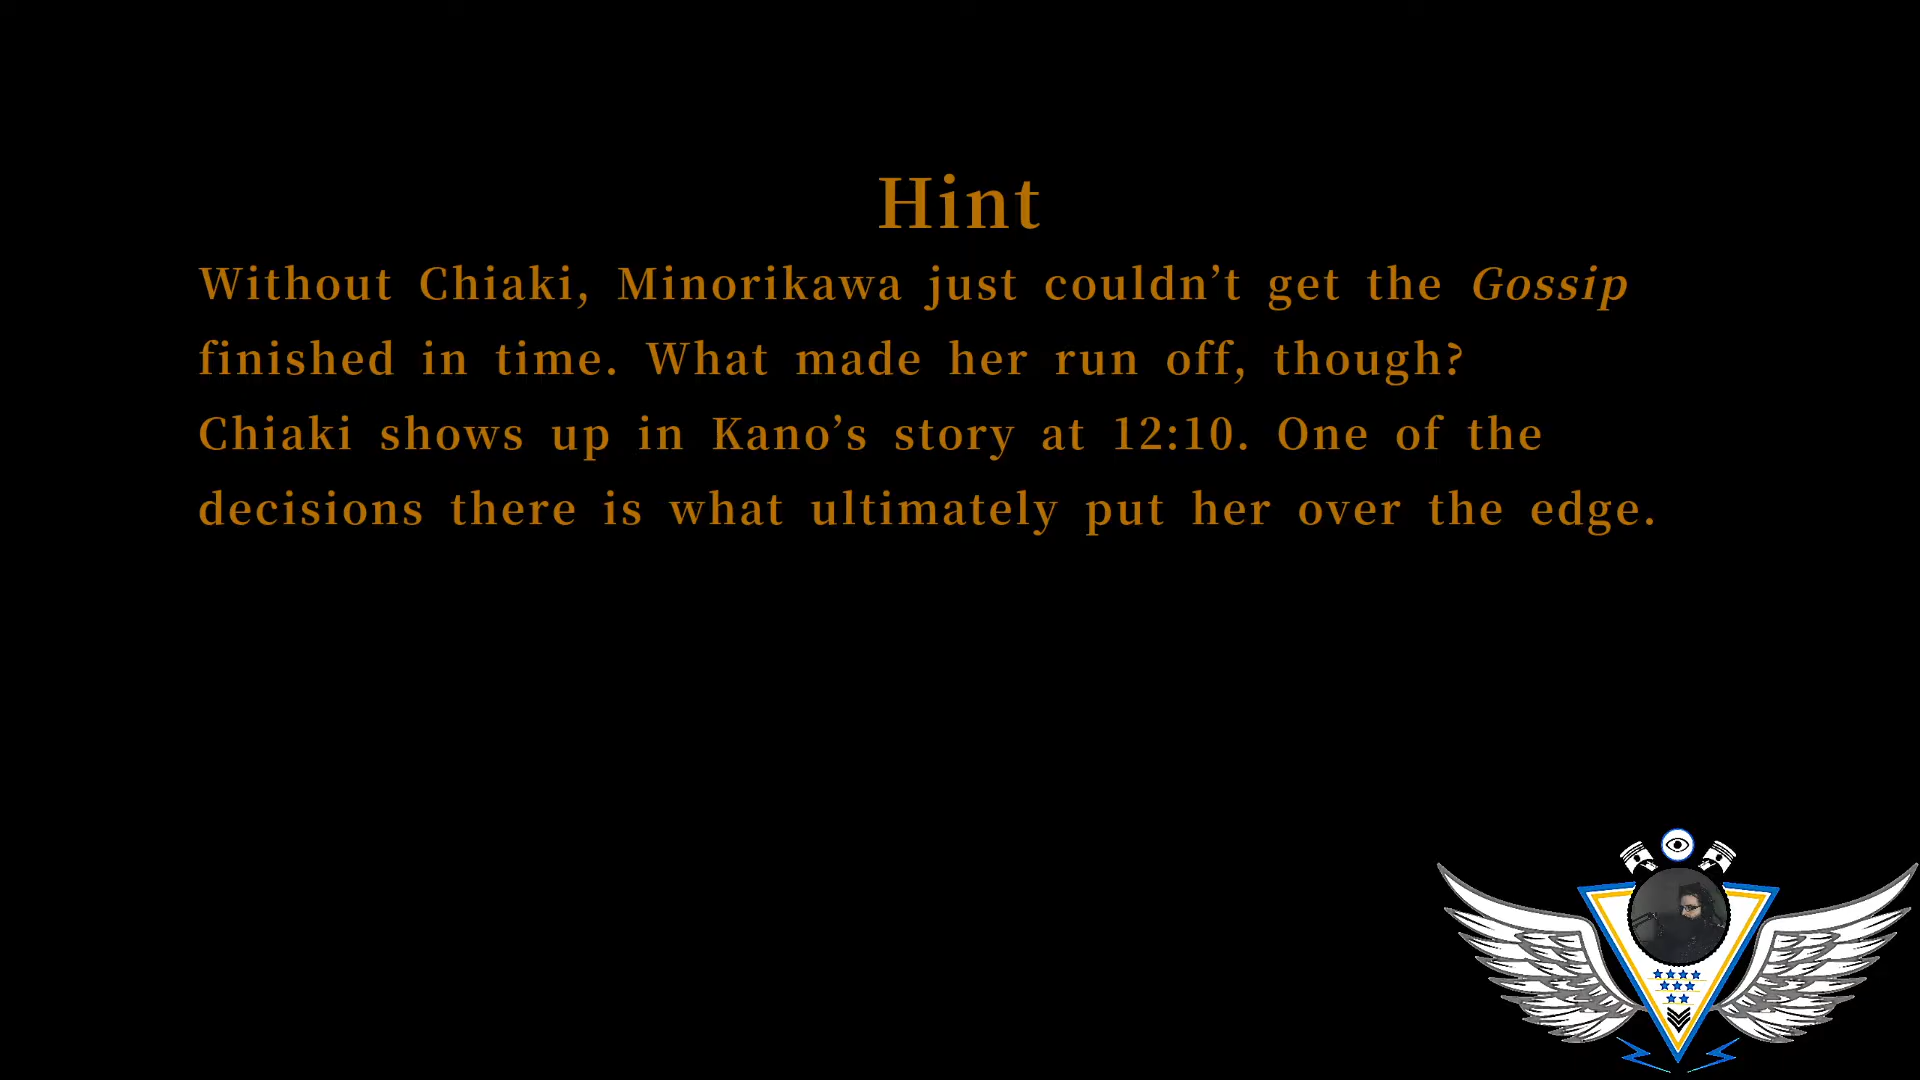 Hint
Without Chiaki, Minorikawa just couldn’t get the Gossip
finished in time. What made her run off, though?
Chiaki shows up in Kano’s story at 12:10. One of the
decisions there is what ultimately put her over the edge.